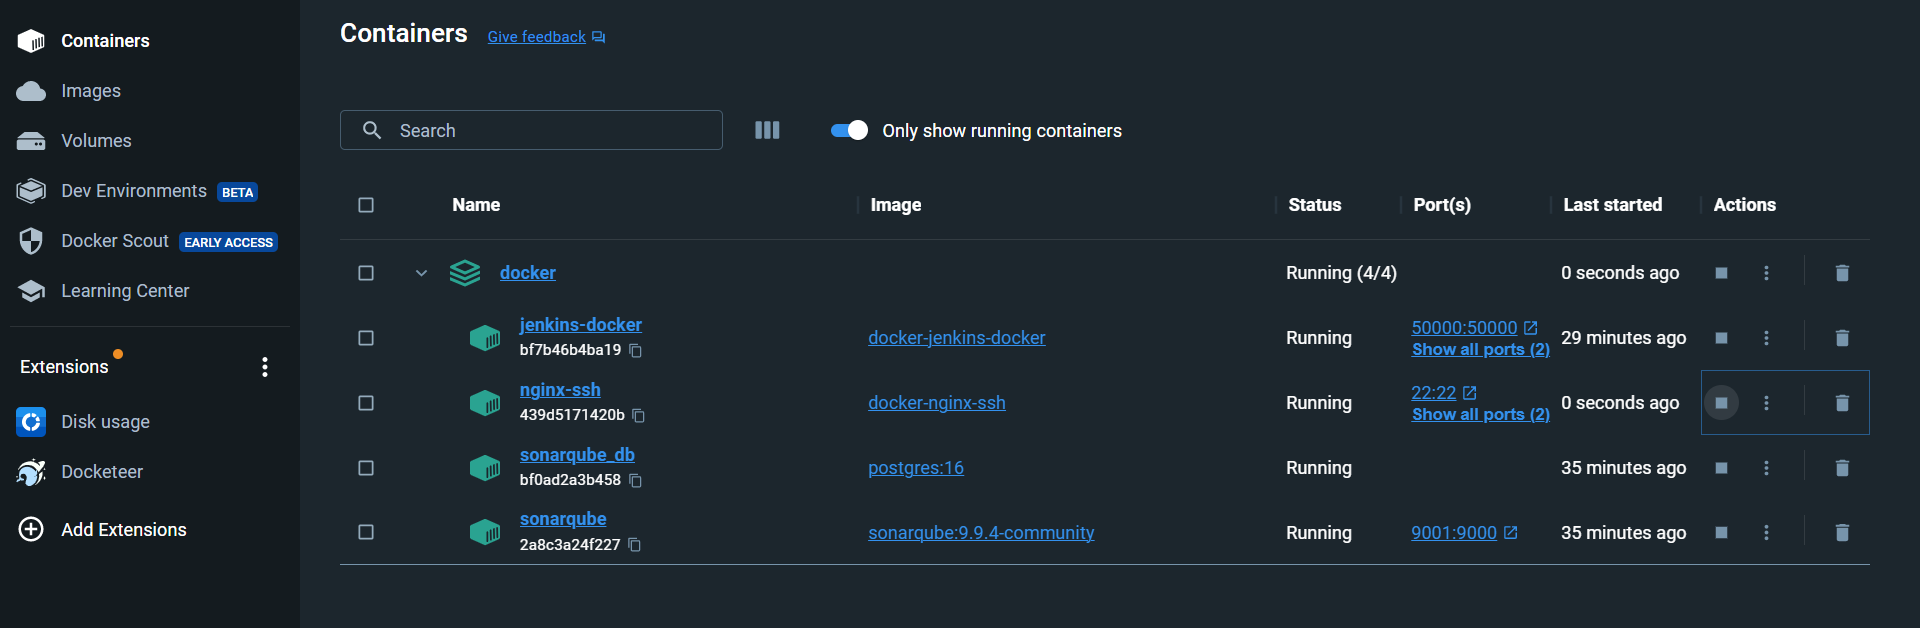 Containers
Images
Volumes
Dev Environments BETA
Docker Scout EARLY ACCESS
Learning Center
Extensions
Disk usage
Docketeer
Add Extensions
Containers Give feedback
Search Only show running containers
Name Image Status Port(s) Last started Actions
docker Running (4/4) 0 seconds ago
jenkins-docker
bf7b46b4ba19
docker-jenkins-docker Running
50000:50000
Show all ports (2)
29 minutes ago
nginx-ssh
439d5171420b
docker-nginx-ssh Running
22:22
Show all ports (2)
0 seconds ago
sonarqube_db
bf0ad2a3b458
postgres:16 Running 35 minutes ago
sonarqube
2a8c3a24f227
sonarqube:9.9.4-community Running 9001:9000 35 minutes ago